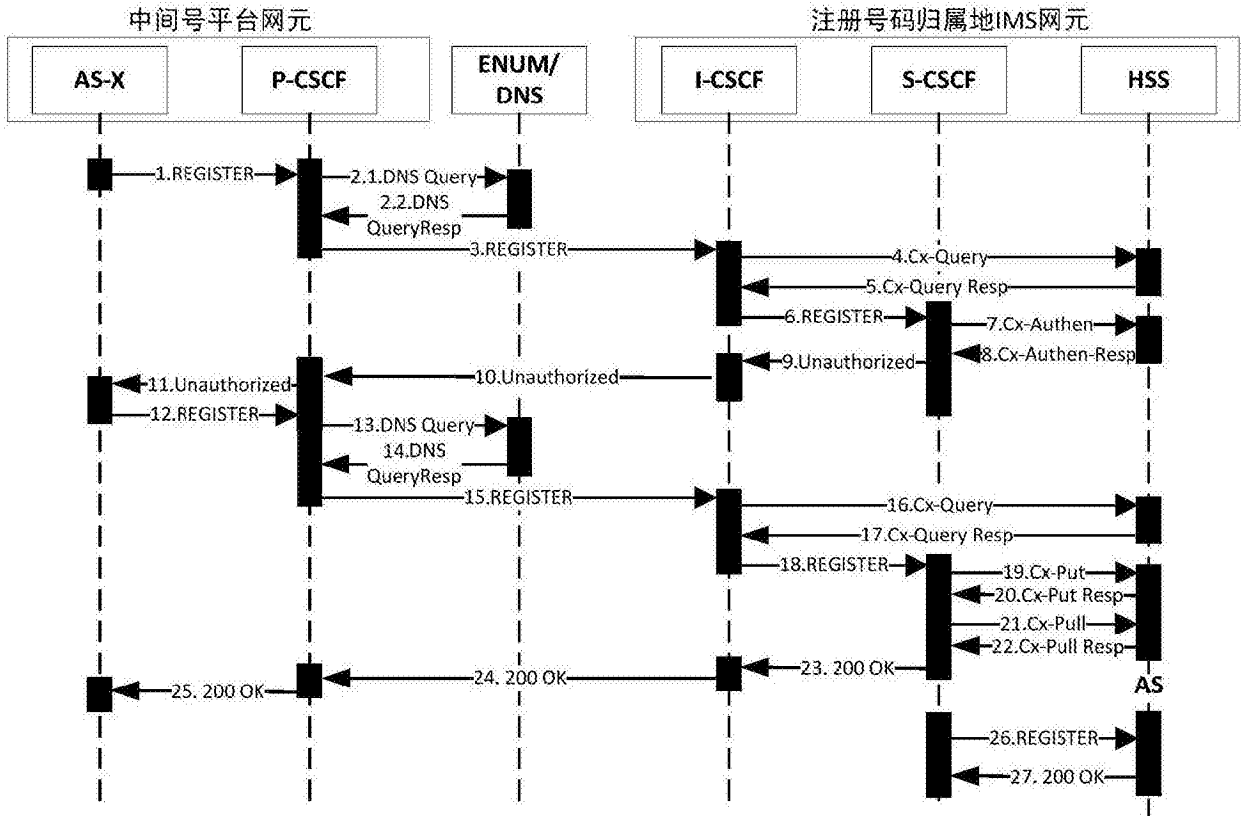 中间号平台网元
注册号码归属地IMS网元
AS-X
P-CSCF
ENUM/
DNS
I-CSCF
S-CSCF
HSS
1.REGISTER
2.1.DNS Query
2.2.DNS
QueryResp
3.REGISTER
4.Cx-Query
5.Cx-Query Resp
6.REGISTER
7.Cx-Authen
8.Cx-Authen-Resp
9.Unauthorized
10.Unauthorized
11.Unauthorized
12.REGISTER
13.DNS Query
14.DNS
QueryResp
15.REGISTER
16.Cx-Query
17.Cx-Query Resp
18.REGISTER
19.Cx-Put
20.Cx-Put Resp
21.Cx-Pull
22.Cx-Pull Resp
23. 200 OK
24. 200 OK
25. 200 OK
AS
26.REGISTER
27. 200 OK